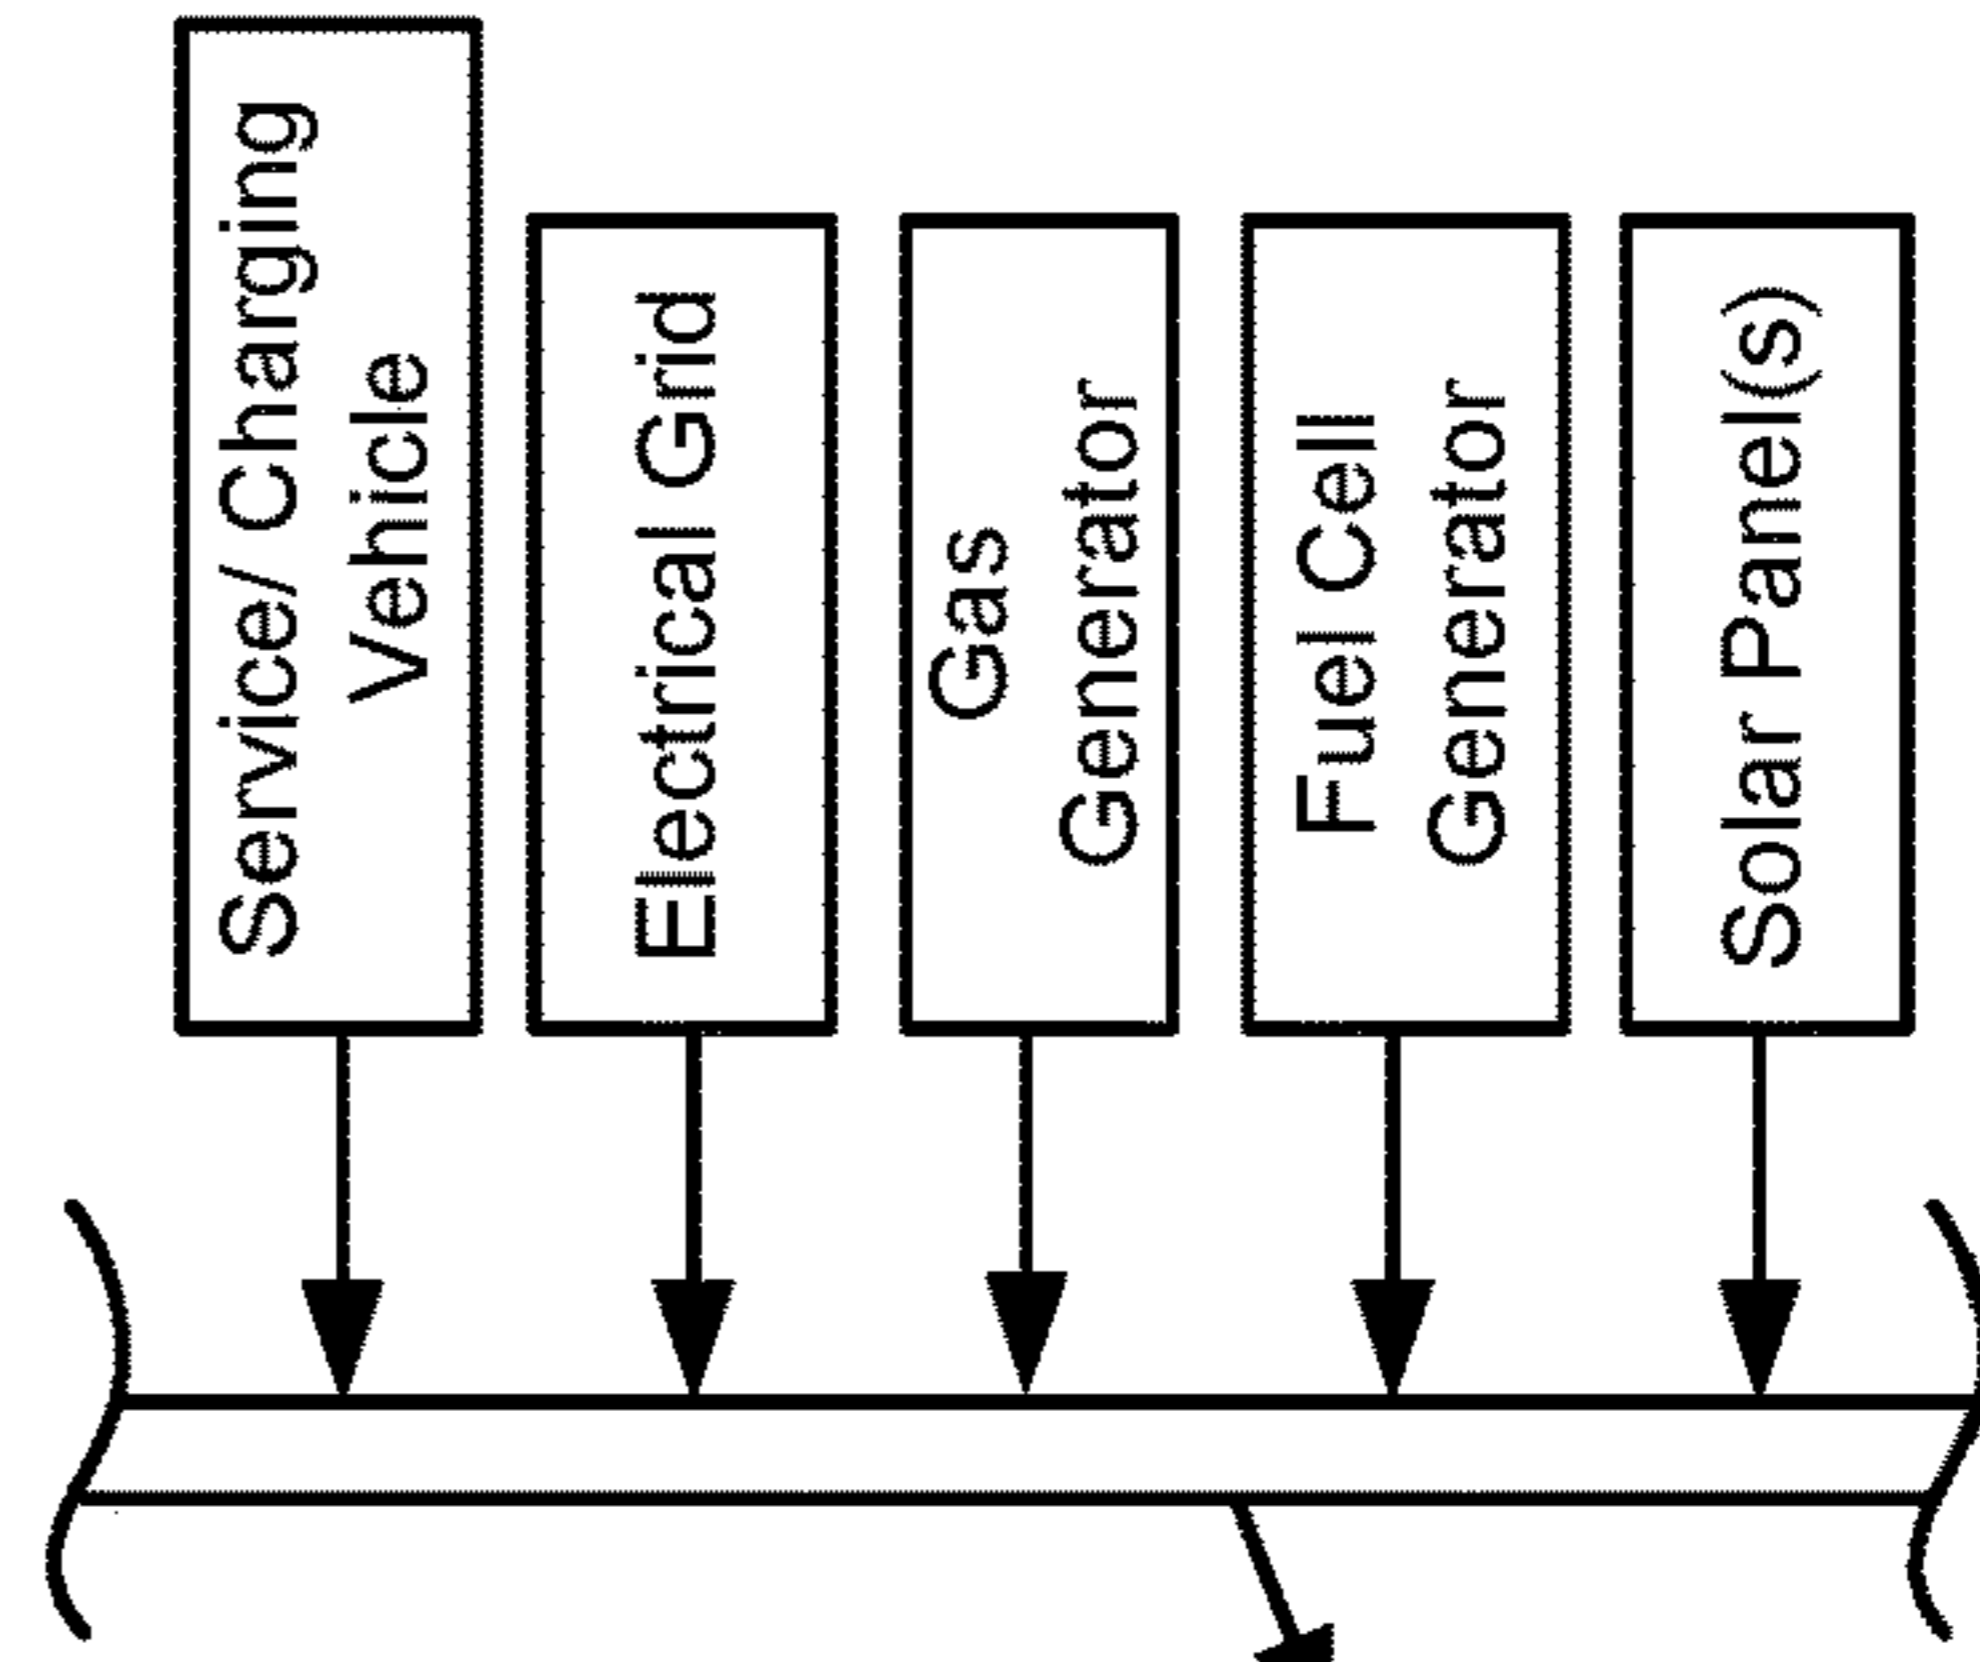 Service/ Charging
Vehicle
Electrical Grid
Gas
Generator
Fuel Cell
Generator
Solar Panel(s)